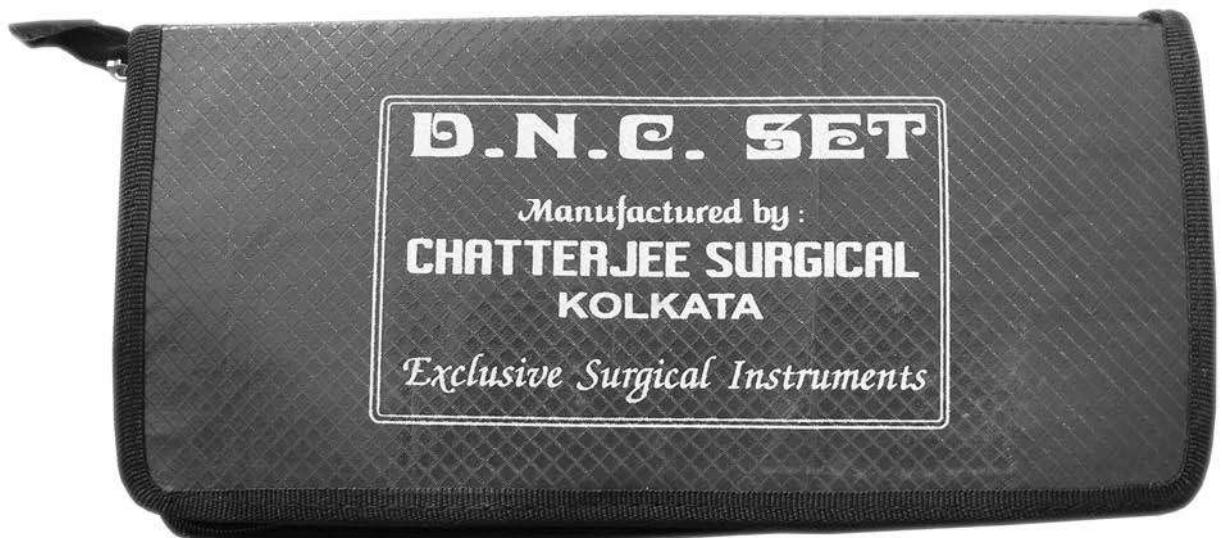 D.N.C. SET
Manufactured by :
CHATTERJEE SURGICAL
KOLKATA
Exclusive Surgical Instruments